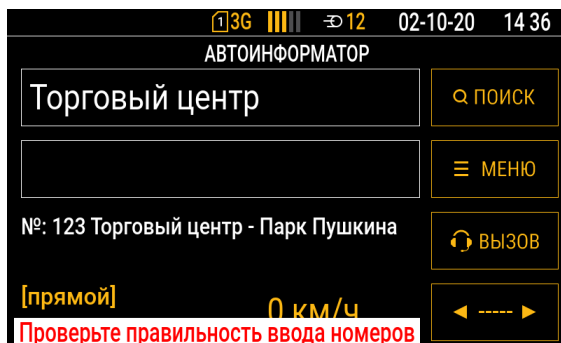 1 3G 12 02-10-20 14 36
АВТОИНФОРМАТОР
Торговый центр
ПОИСК
МЕНЮ
№: 123 Торговый центр - Парк Пушкина
ВЫЗОВ
[прямой]
0 км/ч
◄ ----- ►
Проверьте правильность ввода номеров